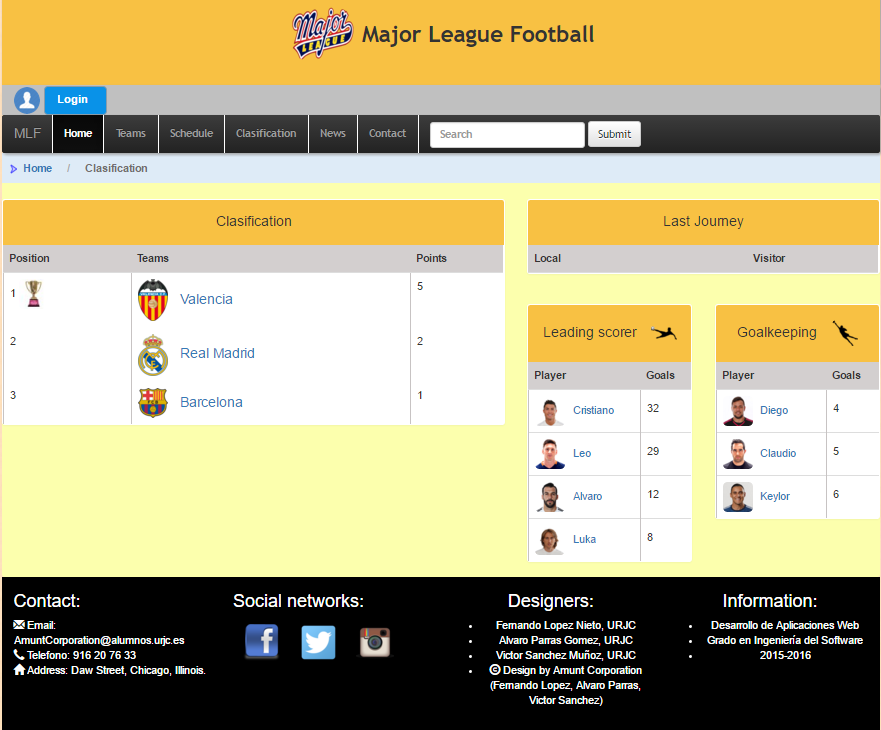 Major
LEAGUE
Major League Football
Login
MLF Home Teams Schedule Clasification News Contact Search Submit
Home / Clasification
Clasification
Position Teams Points
1 Valencia 5
2 Real Madrid 2
3 Barcelona 1
Last Journey
Local Visitor
Leading scorer
Player Goals
Cristiano 32
Leo 29
Alvaro 12
Luka 8
Goalkeeping
Player Goals
Diego 4
Claudio 5
Keylor 6
Contact:
Email:
AmuntCorporation@alumnos.urjc.es
Telefono: 916 20 76 33
Address: Daw Street, Chicago, Illinois.
Social networks:
Designers:
Fernando Lopez Nieto, URJC
Alvaro Parras Gomez, URJC
Victor Sanchez Muñoz, URJC
© Design by Amunt Corporation
(Fernando Lopez, Alvaro Parras,
Victor Sanchez)
Information:
Desarrollo de Aplicaciones Web
Grado en Ingeniería del Software
2015-2016